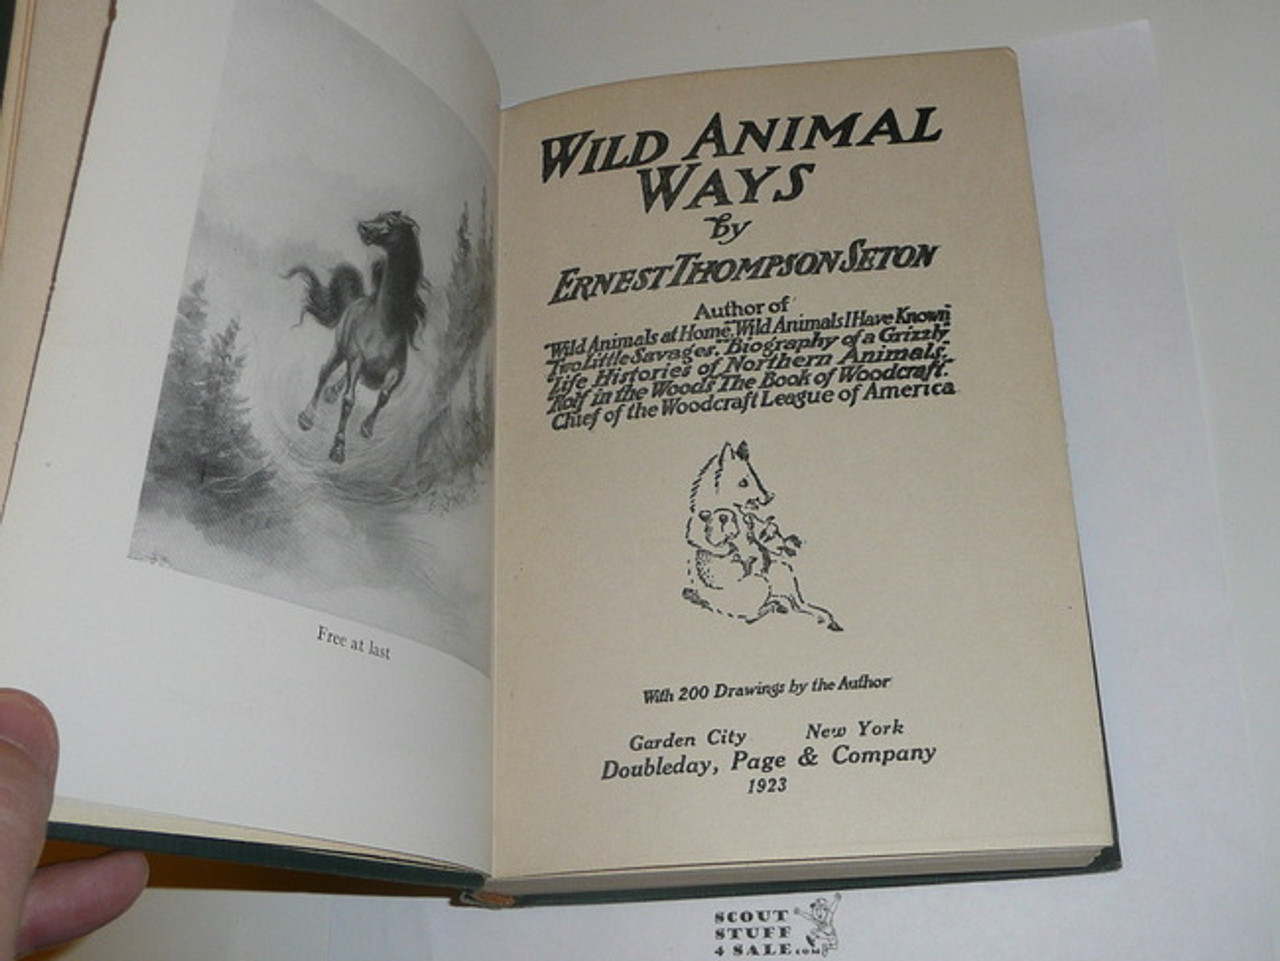 Free at last
WILD ANIMAL
WAYS
by
ERNEST THOMPSON SETON
Author of
"Wild Animals at Home," "Wild Animals I Have Known"
"Two Little Savages," "Biography of a Grizzly,"
"Life Histories of Northern Animals,"
"Rolf in the Woods" "The Book of Woodcraft."
Chief of the Woodcraft League of America
With 200 Drawings by the Author
Garden City New York
Doubleday, Page & Company
1923
SCOUT
STUFF
4 SALE.com